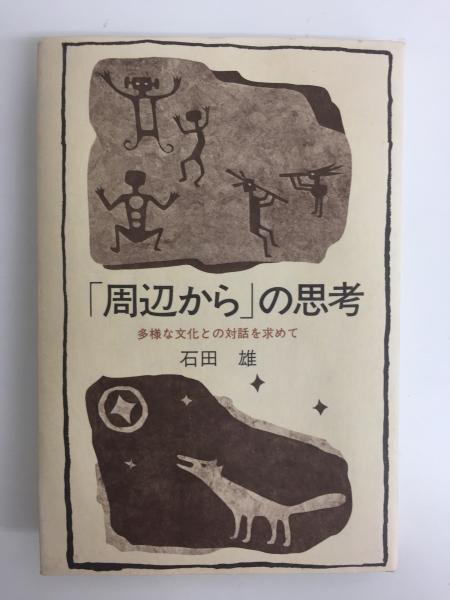 「周辺から」の思考
多様な文化との対話を求めて
石田 雄